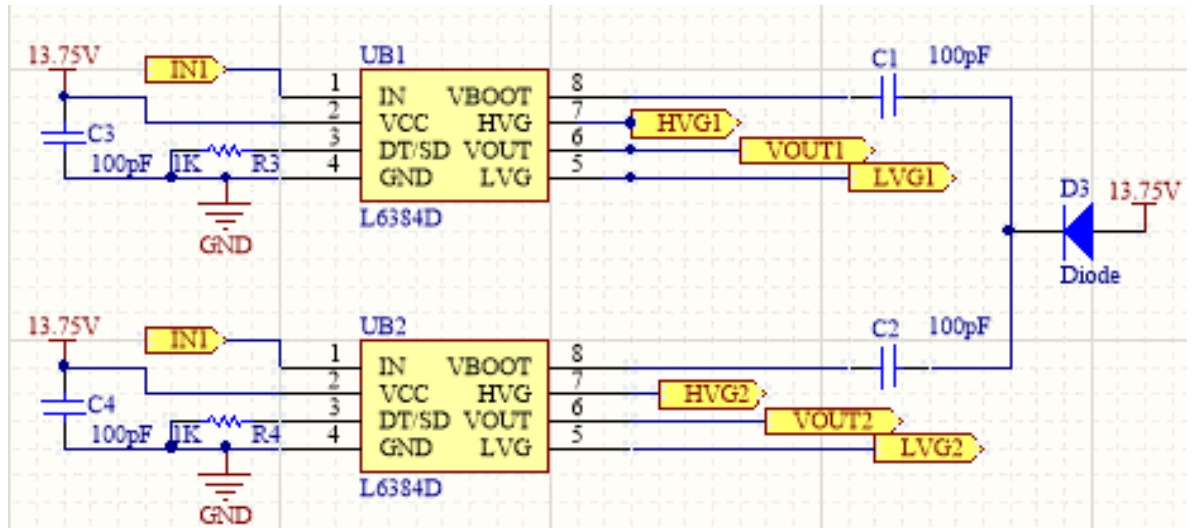 13.75V
IN1
UB1
C1
100pF
1
IN
VBOOT
8
2
VCC
HVG
7
HVG1
C3
3
DT/SD
VOUT
6
VOUT1
100pF
1K
R3
4
GND
LVG
5
LVG1
L6384D
GND
D3
13.75V
Diode
13.75V
IN1
UB2
C2
100pF
1
IN
VBOOT
8
2
VCC
HVG
7
HVG2
C4
3
DT/SD
VOUT
6
VOUT2
100pF
1K
R4
4
GND
LVG
5
LVG2
L6384D
GND